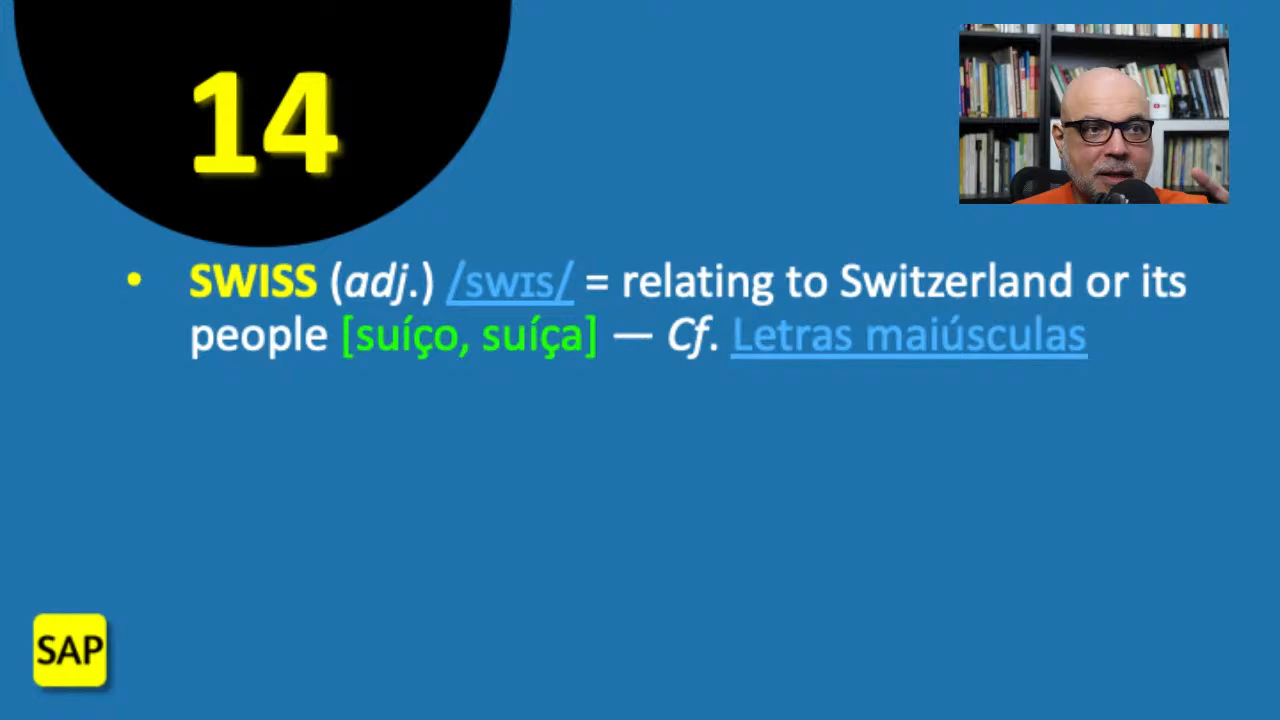 14
• SWISS (adj.) /swɪs/ = relating to Switzerland or its
people [suíço, suíça] — Cf. Letras maiúsculas
SAP